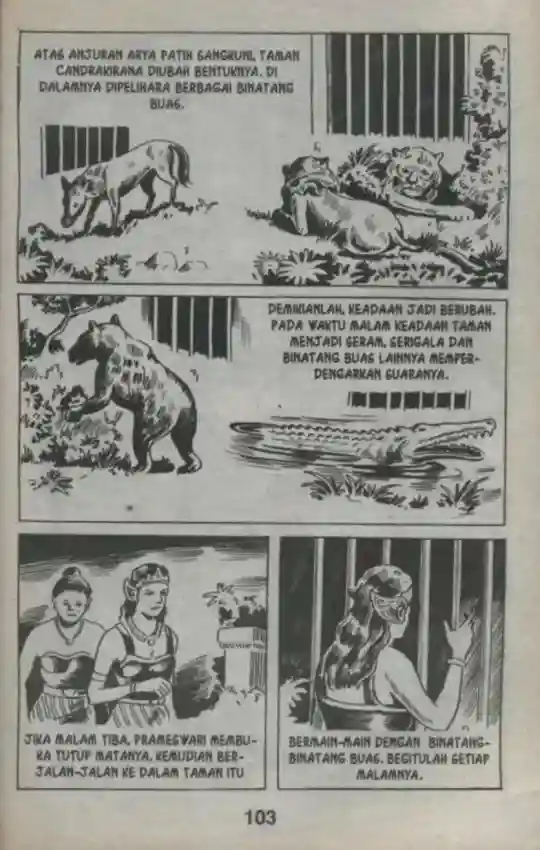 ATAS ANJURAN ARYA PATIH SANGKUNI, TAMAN
CANDRAKIRANA DIUBAH BENTUKNYA. DI
DALAMNYA DIPELIHARA BERBAGAI BINATANG
BUAS.
DEMIKIANLAH, KEADAAN JADI BERUBAH.
PADA WAKTU MALAM KEADAAN TAMAN
MENJADI SERAM, SERIGALA DAN
BINATANG BUAS LAINNYA MEMPER-
DENGARKAN SUARANYA.
JIKA MALAM TIBA, PRAMESWARI MEMBU-
KA TUTUP MATANYA. KEMUDIAN BER-
JALAN-JALAN KE DALAM TAMAN ITU
BERMAIN-MAIN DENGAN BINATANG-
BINATANG BUAS. BEGITULAH SETIAP
MALAMNYA.
103